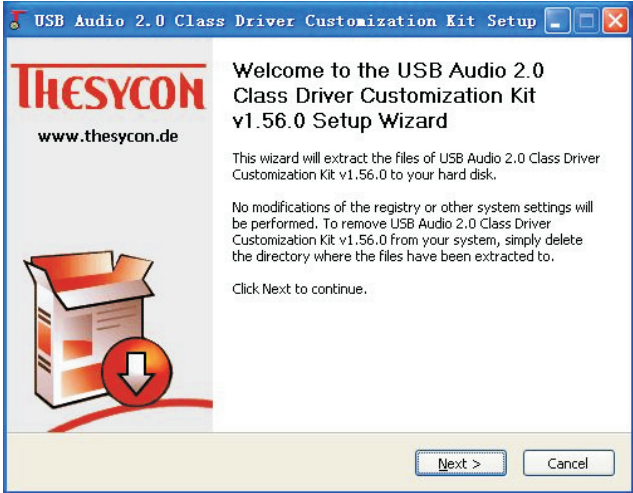 USB Audio 2.0 Class Driver Customization Kit Setup
THESYCON
www.thesycon.de
Welcome to the USB Audio 2.0
Class Driver Customization Kit
v1.56.0 Setup Wizard
This wizard will extract the files of USB Audio 2.0 Class Driver
Customization Kit v1.56.0 to your hard disk.
No modifications of the registry or other system settings will
be performed. To remove USB Audio 2.0 Class Driver
Customization Kit v1.56.0 from your system, simply delete
the directory where the files have been extracted to.
Click Next to continue.
Next >
Cancel